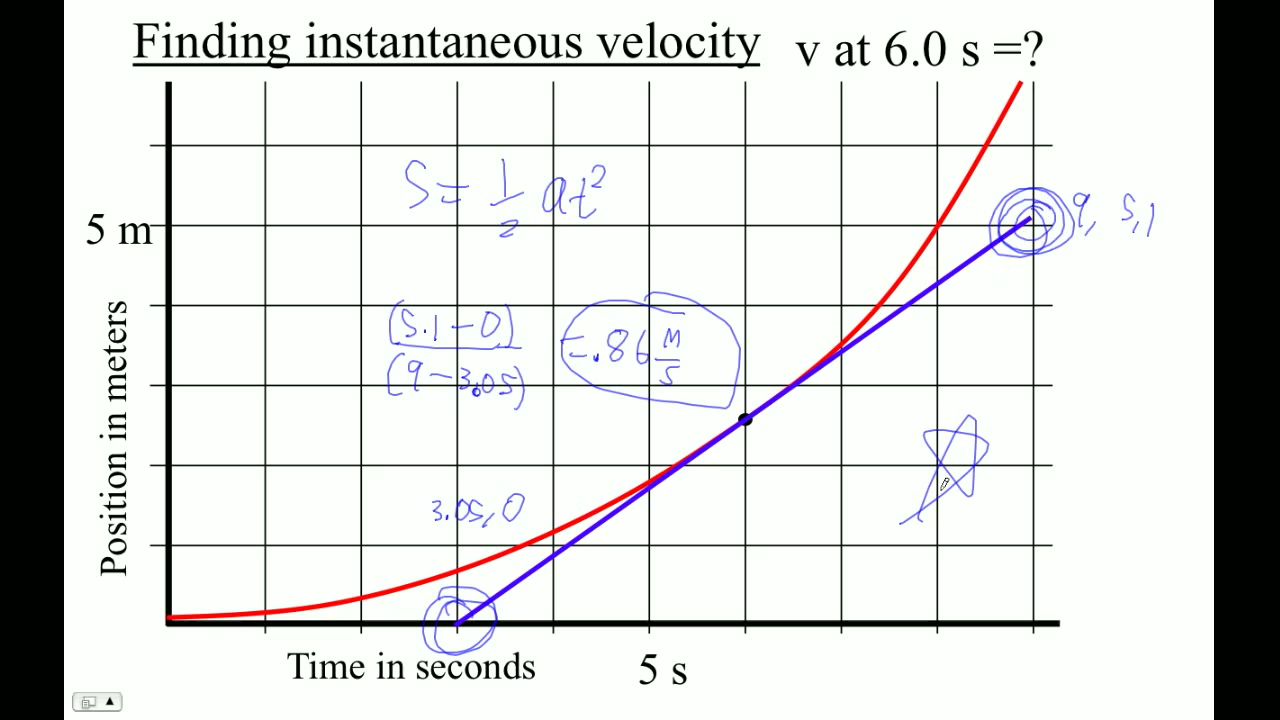 Finding instantaneous velocity v at 6.0 s =?
S = 1/2 at²
5 m
9, 5,1
(5.1 - 0)
(9 - 3.05)
= .86 m/s
Position in meters
3.05, 0
Time in seconds
5 s